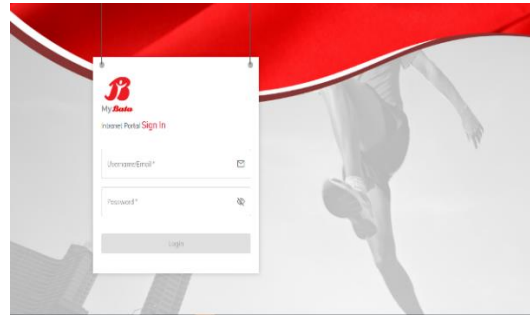 B
My Bata
Intranet Portal Sign In
Username/Email*
Password*
Login